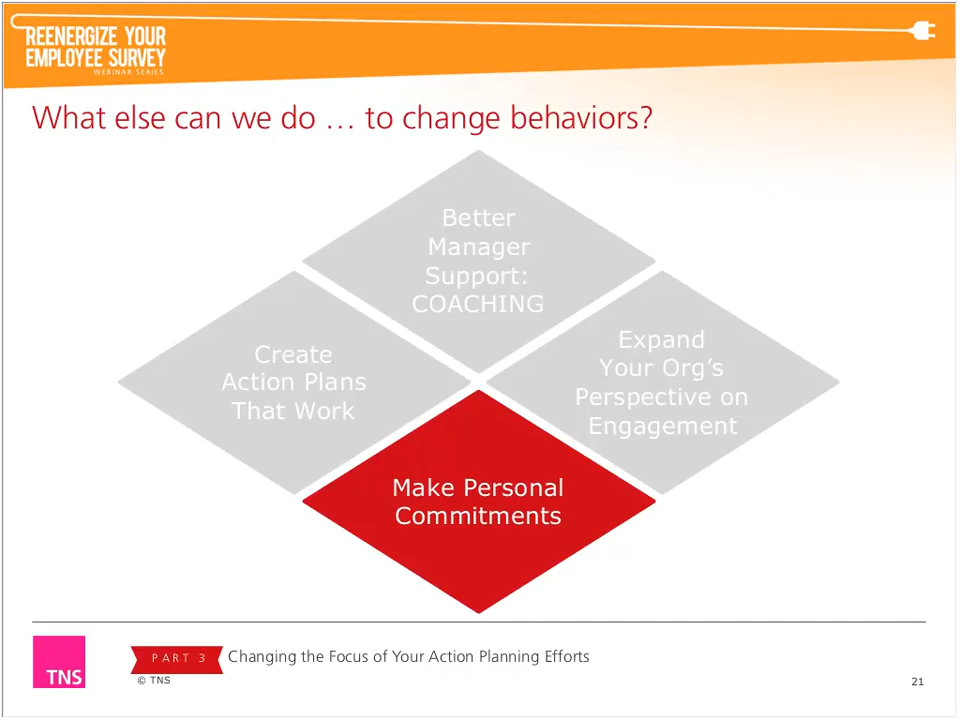 REENERGIZE YOUR
EMPLOYEE SURVEY
WEBINAR SERIES
What else can we do … to change behaviors?
Better
Manager
Support:
COACHING
Create
Action Plans
That Work
Expand
Your Org’s
Perspective on
Engagement
Make Personal
Commitments
TNS
PART 3
Changing the Focus of Your Action Planning Efforts
© TNS
21